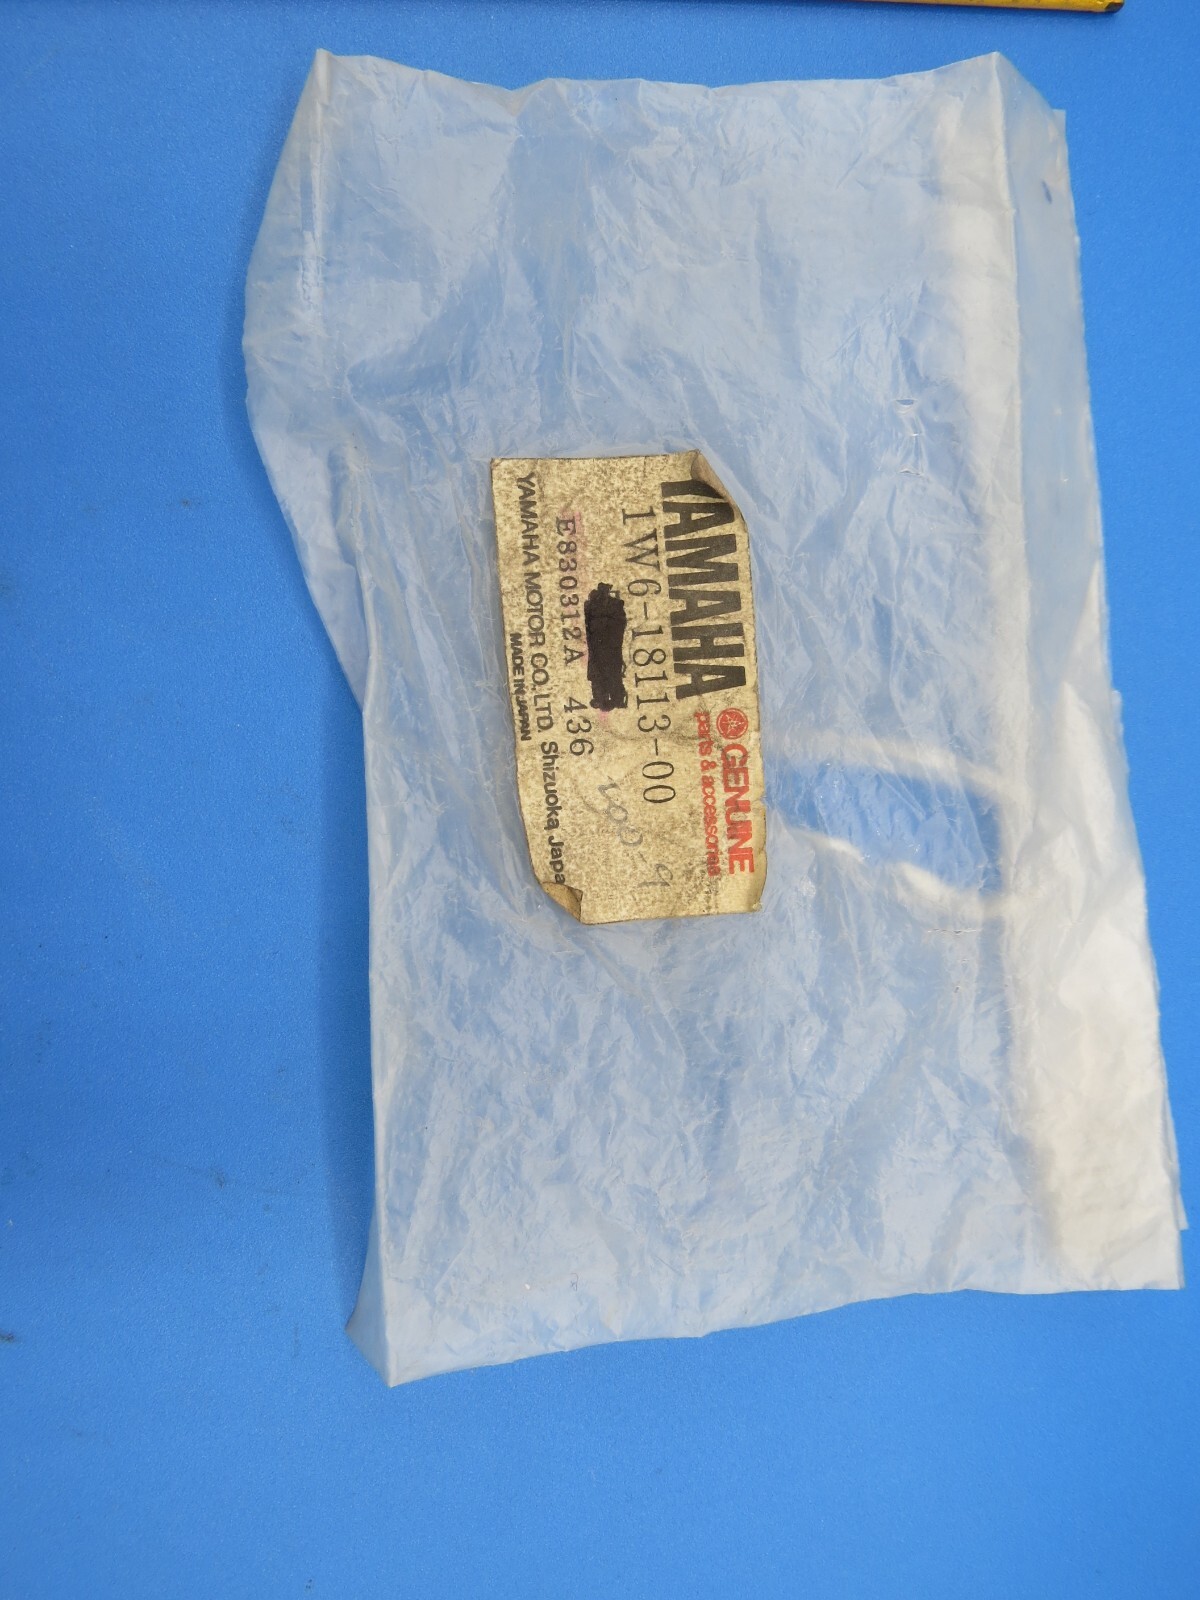 YAMAHA GENUINE
parts & accessories
1W6-18113-00
E830312A 436
YAMAHA MOTOR CO.,LTD. Shizuoka, Japa
MADE IN JAPAN